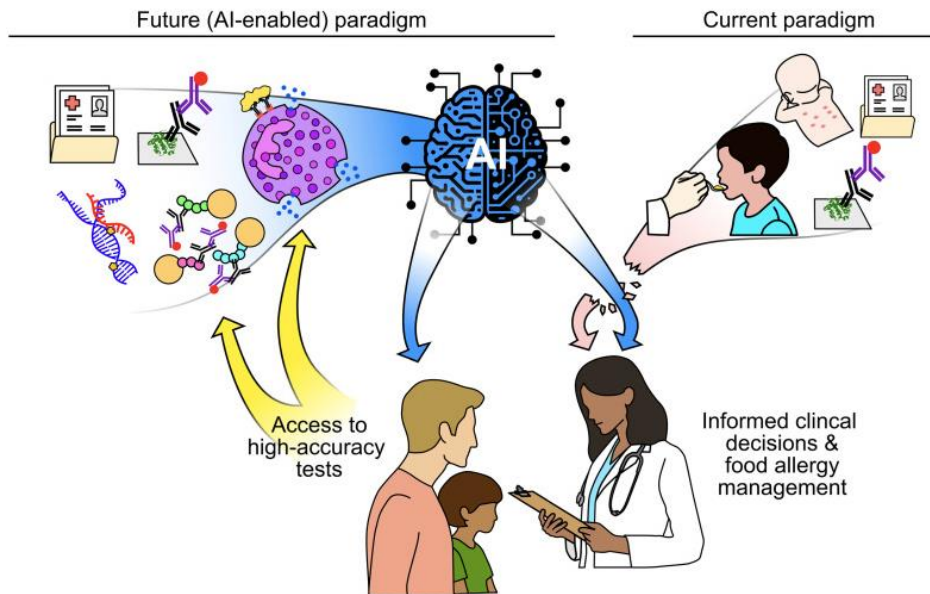 Future (AI-enabled) paradigm
Current paradigm
AI
Access to
high-accuracy
tests
Informed clincal
decisions &
food allergy
management